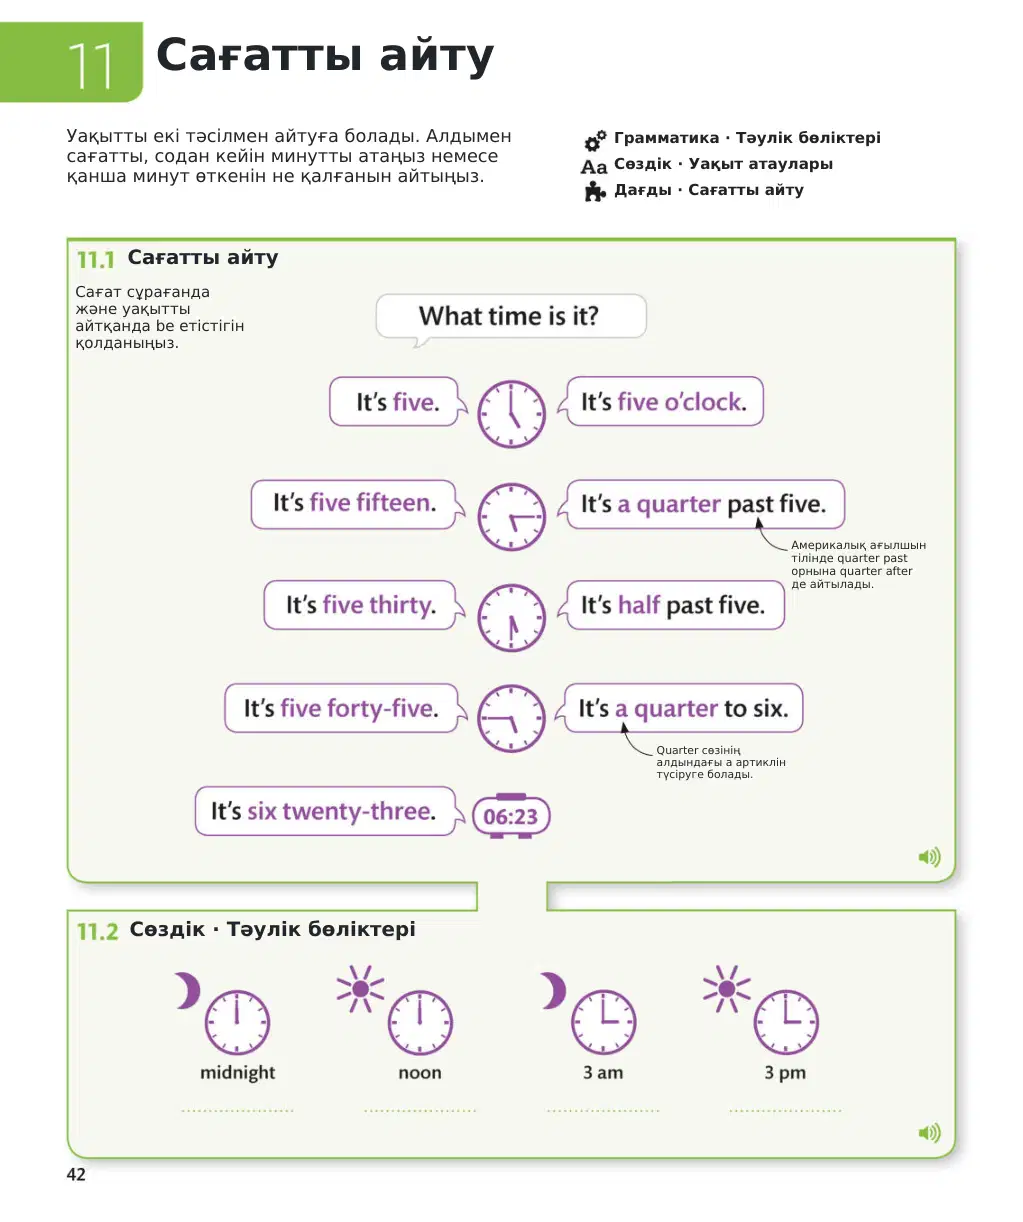 11
Сағатты айту
Уақытты екі тәсілмен айтуға болады. Алдымен
сағатты, содан кейін минутты атаңыз немесе
қанша минут өткенін не қалғанын айтыңыз.
Грамматика · Тәулік бөліктері
Aa Сөздік · Уақыт атаулары
Дағды · Сағатты айту
11.1 Сағатты айту
Сағат сұрағанда
және уақытты
айтқанда be етістігін
қолданыңыз.
What time is it?
It's five.
It's five o'clock.
It's five fifteen.
It's a quarter past five.
Америкалық ағылшын
тілінде quarter past
орнына quarter after
де айтылады.
It's five thirty.
It's half past five.
It's five forty-five.
It's a quarter to six.
Quarter сөзінің
алдындағы a артиклін
түсіруге болады.
It's six twenty-three.
06:23
11.2 Сөздік · Тәулік бөліктері
midnight
noon
3 am
3 pm
42